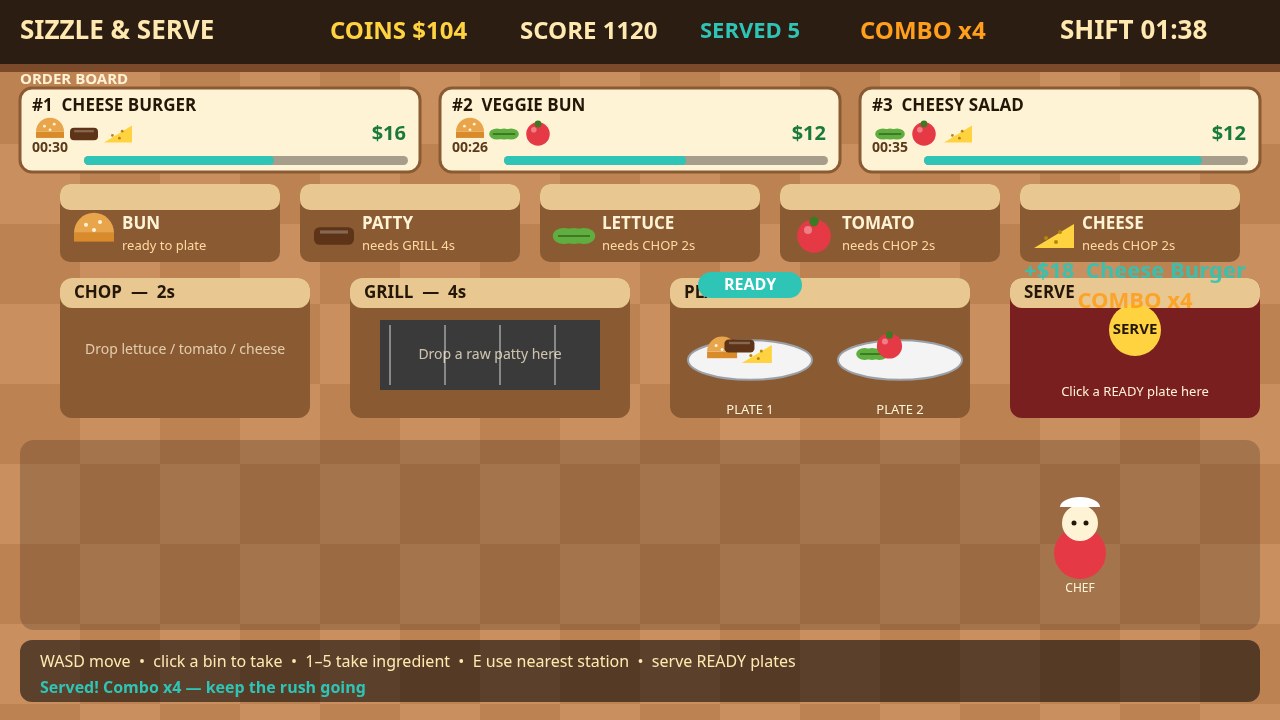 SIZZLE & SERVE COINS $104 SCORE 1120 SERVED 5 COMBO x4 SHIFT 01:38
ORDER BOARD
#1 CHEESE BURGER
$16
00:30
#2 VEGGIE BUN
$12
00:26
#3 CHEESY SALAD
$12
00:35
BUN
ready to plate
PATTY
needs GRILL 4s
LETTUCE
needs CHOP 2s
TOMATO
needs CHOP 2s
CHEESE
needs CHOP 2s
+$18 Cheese Burger
COMBO x4
CHOP — 2s
Drop lettuce / tomato / cheese
GRILL — 4s
Drop a raw patty here
READY
PLATE 1
PLATE 2
SERVE
SERVE
Click a READY plate here
CHEF
WASD move • click a bin to take • 1–5 take ingredient • E use nearest station • serve READY plates
Served! Combo x4 — keep the rush going